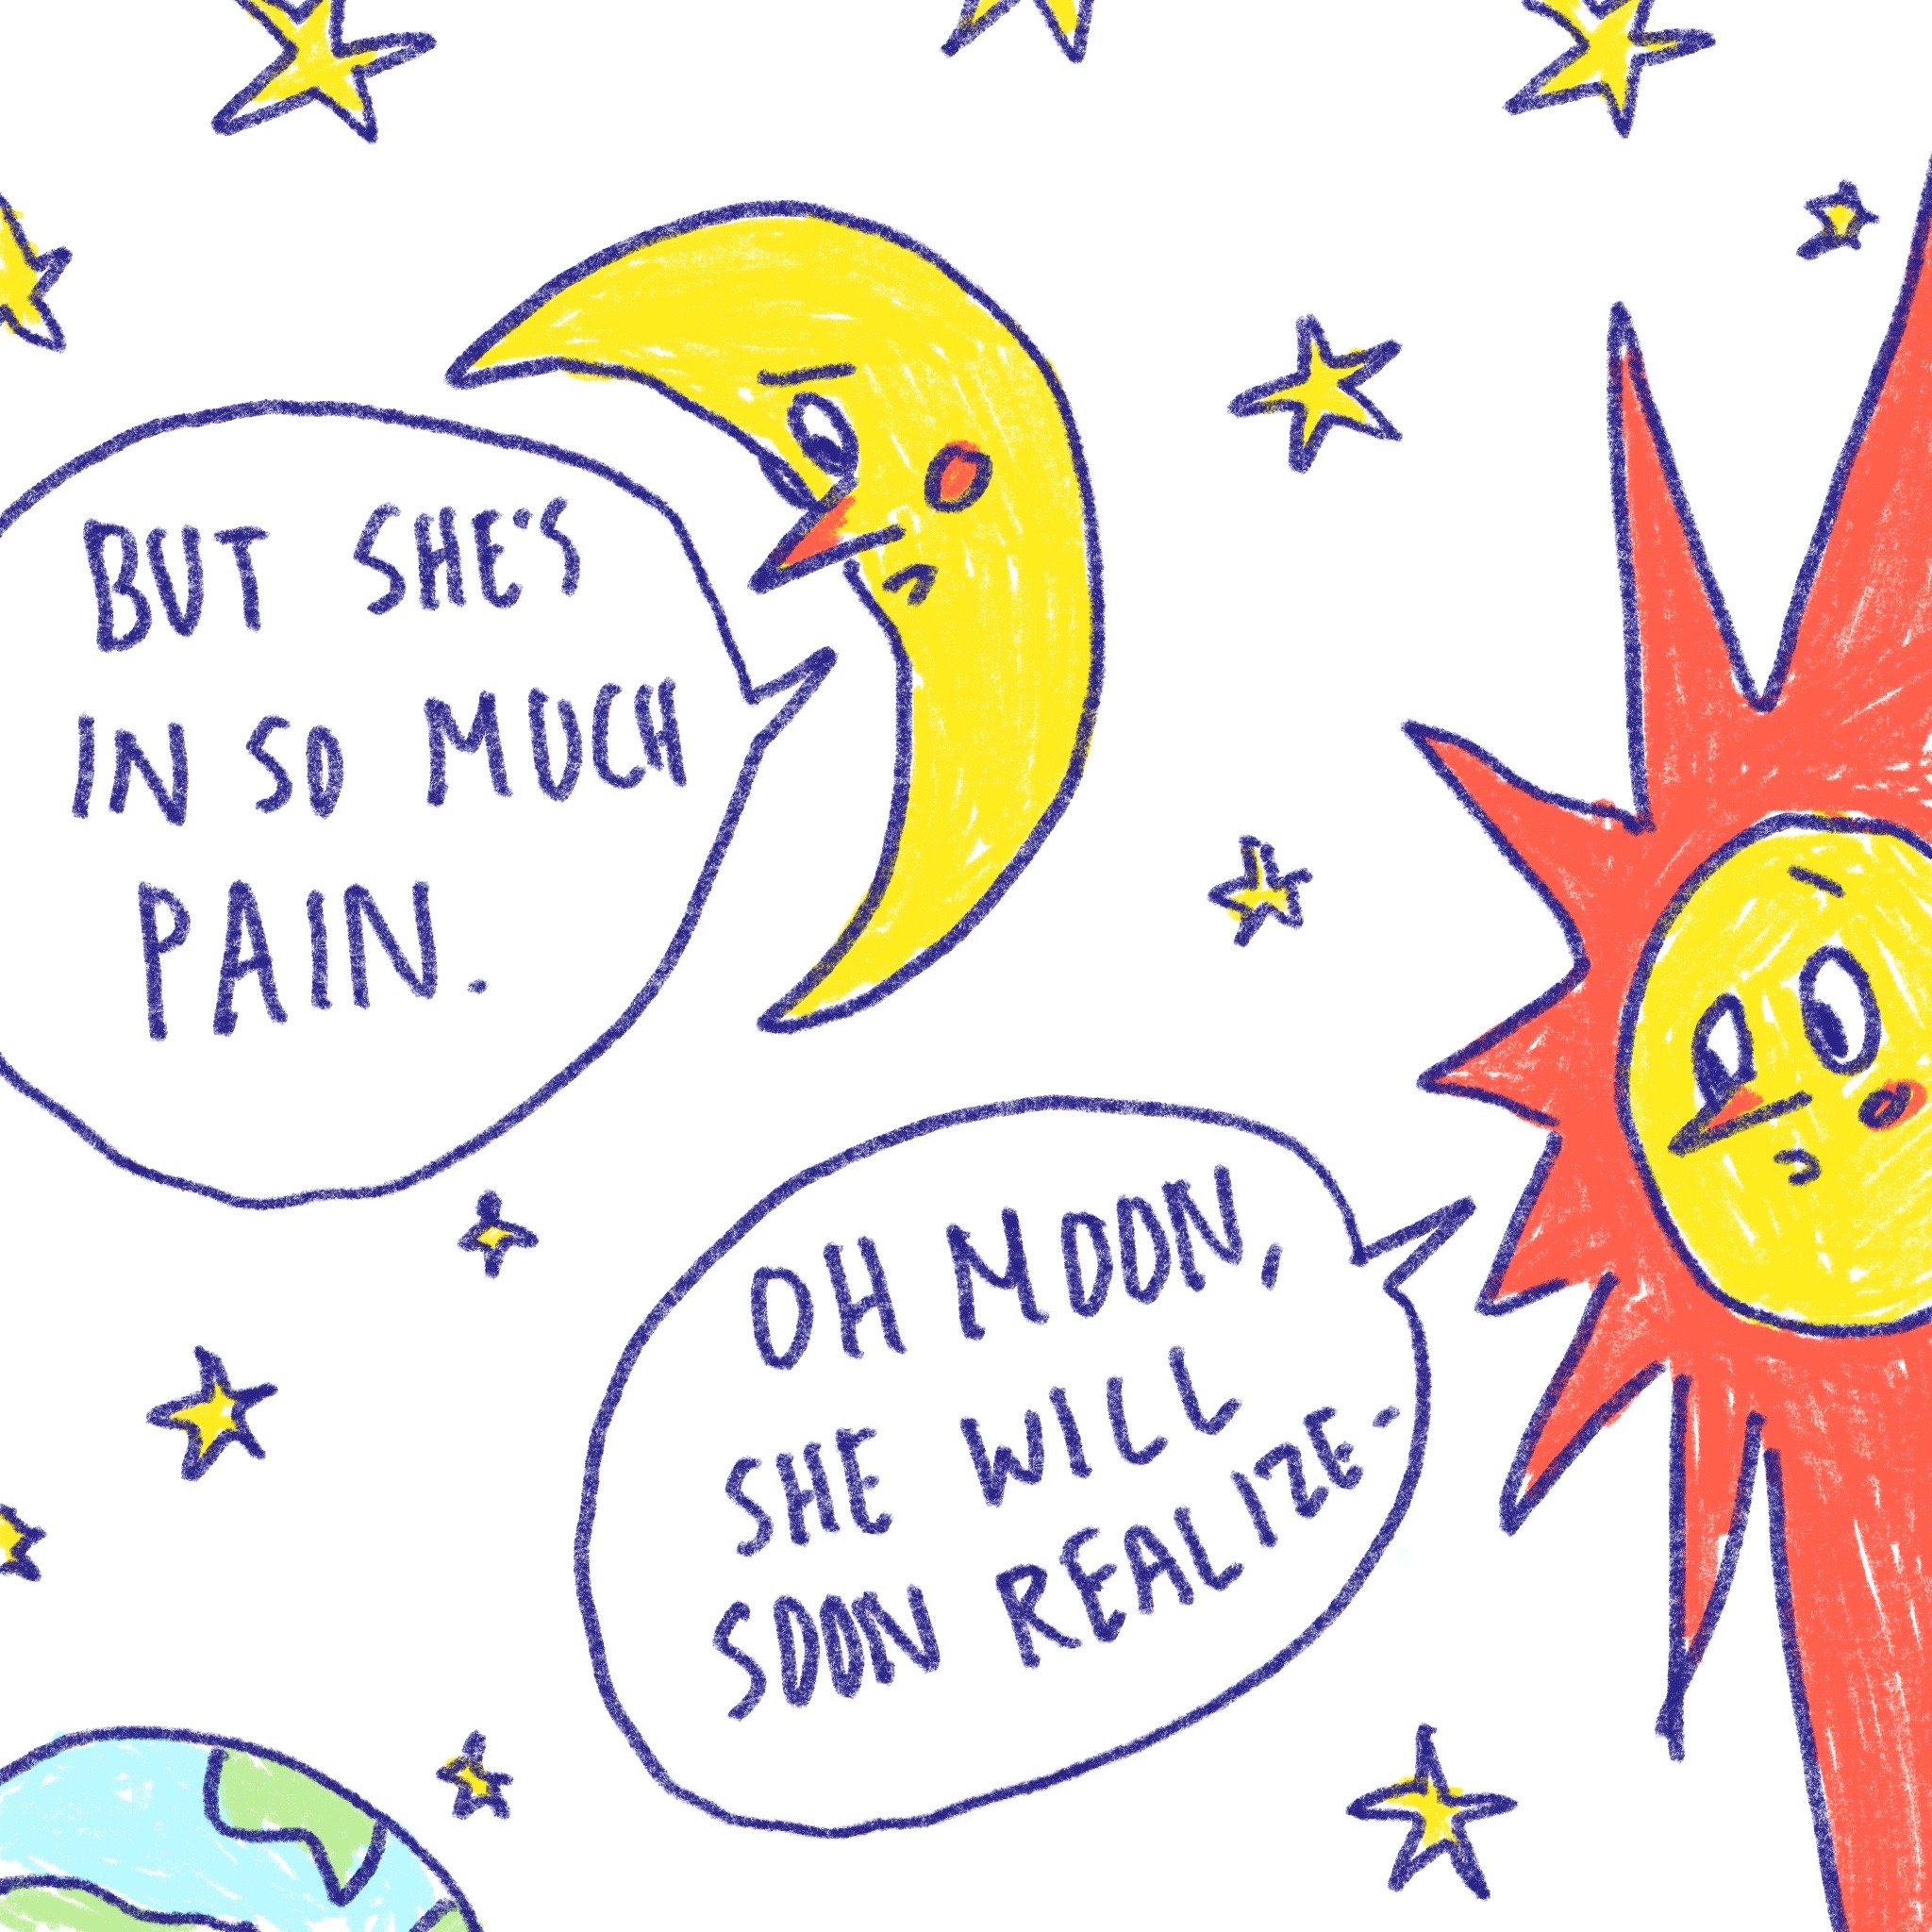 BUT SHE'S
IN SO MUCH
PAIN.
OH MOON,
SHE WILL
SOON REALIZE.